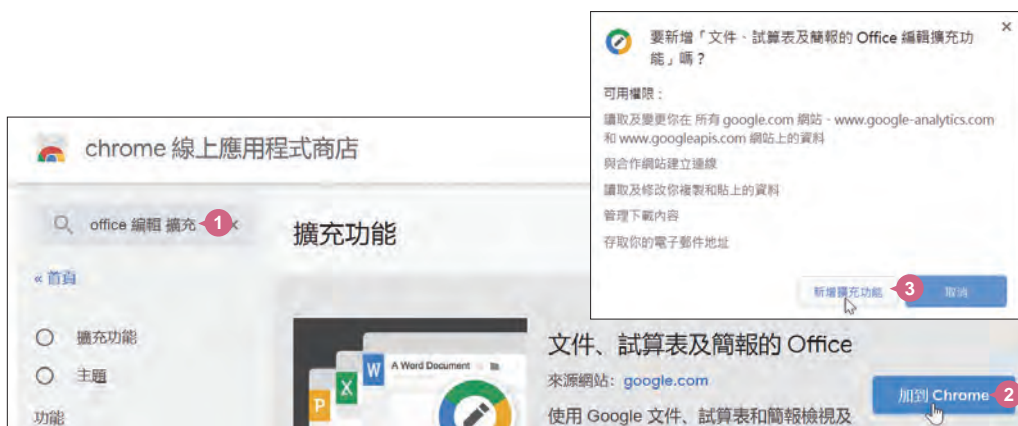 要新增「文件、試算表及簡報的 Office 編輯擴充功
能」嗎？
×
可用權限：
讀取及變更你在 所有 google.com 網站、www.google-analytics.com
和 www.googleapis.com 網站上的資料
與合作網站建立連線
讀取及修改你複製和貼上的資料
管理下載內容
存取你的電子郵件地址
新增擴充功能 3 取消
chrome 線上應用程式商店
office 編輯 擴充 1 ×
« 首頁
擴充功能
主題
功能
擴充功能
P
X
W
A Word Document
文件、試算表及簡報的 Office
來源網站：google.com
使用 Google 文件、試算表和簡報檢視及
加到 Chrome 2